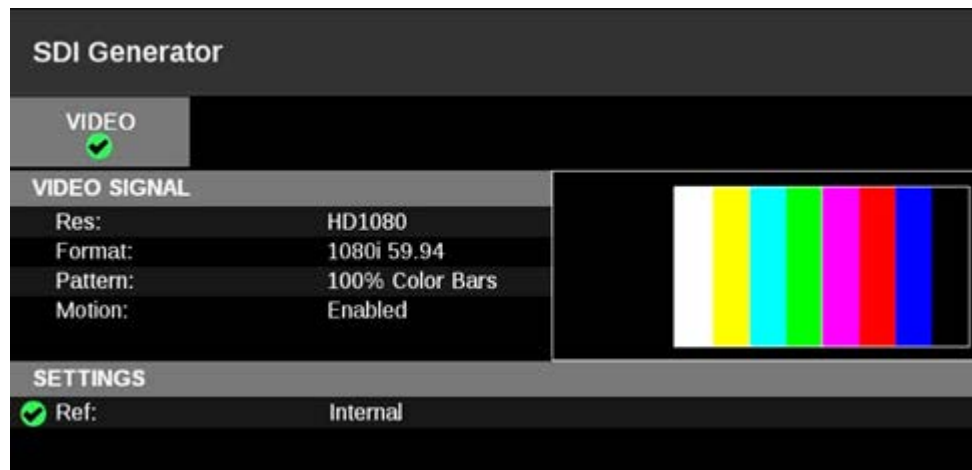 SDI Generator
VIDEO
VIDEO SIGNAL
Res: HD1080
Format: 1080i 59.94
Pattern: 100% Color Bars
Motion: Enabled
SETTINGS
Ref: Internal